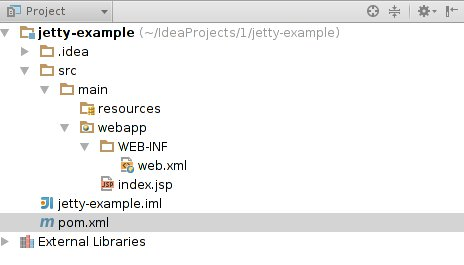 Project
jetty-example (~/IdeaProjects/1/jetty-example)
.idea
src
main
resources
webapp
WEB-INF
web.xml
JSP index.jsp
jetty-example.iml
m pom.xml
External Libraries